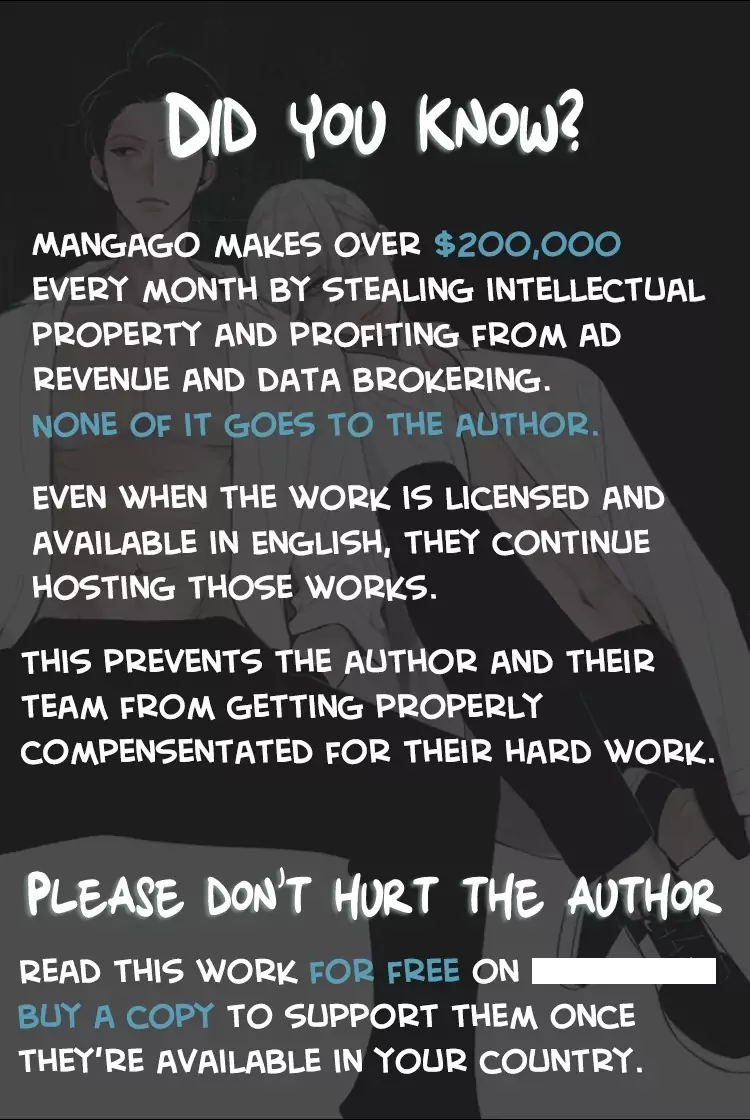 DID YOU KNOW?
MANGAGO MAKES OVER $200,000
EVERY MONTH BY STEALING INTELLECTUAL
PROPERTY AND PROFITING FROM AD
REVENUE AND DATA BROKERING.
NONE OF IT GOES TO THE AUTHOR.
EVEN WHEN THE WORK IS LICENSED AND
AVAILABLE IN ENGLISH, THEY CONTINUE
HOSTING THOSE WORKS.
THIS PREVENTS THE AUTHOR AND THEIR
TEAM FROM GETTING PROPERLY
COMPENSENTATED FOR THEIR HARD WORK.
PLEASE DON'T HURT THE AUTHOR
READ THIS WORK FOR FREE ON
BUY A COPY TO SUPPORT THEM ONCE
THEY'RE AVAILABLE IN YOUR COUNTRY.